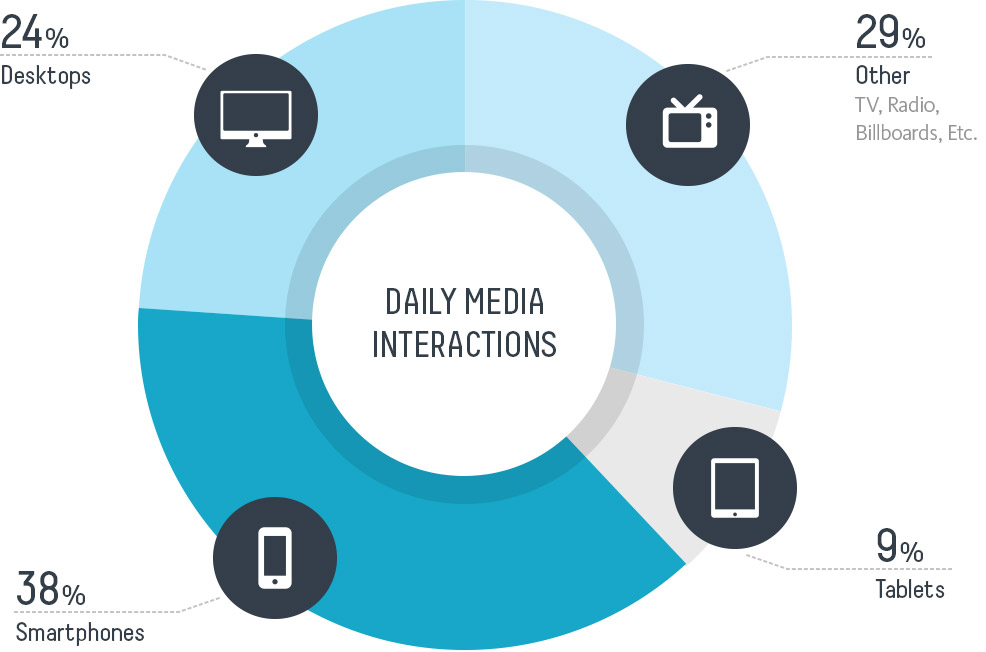 24%
Desktops
29%
Other
TV, Radio,
Billboards, Etc.
DAILY MEDIA
INTERACTIONS
38%
Smartphones
9%
Tablets